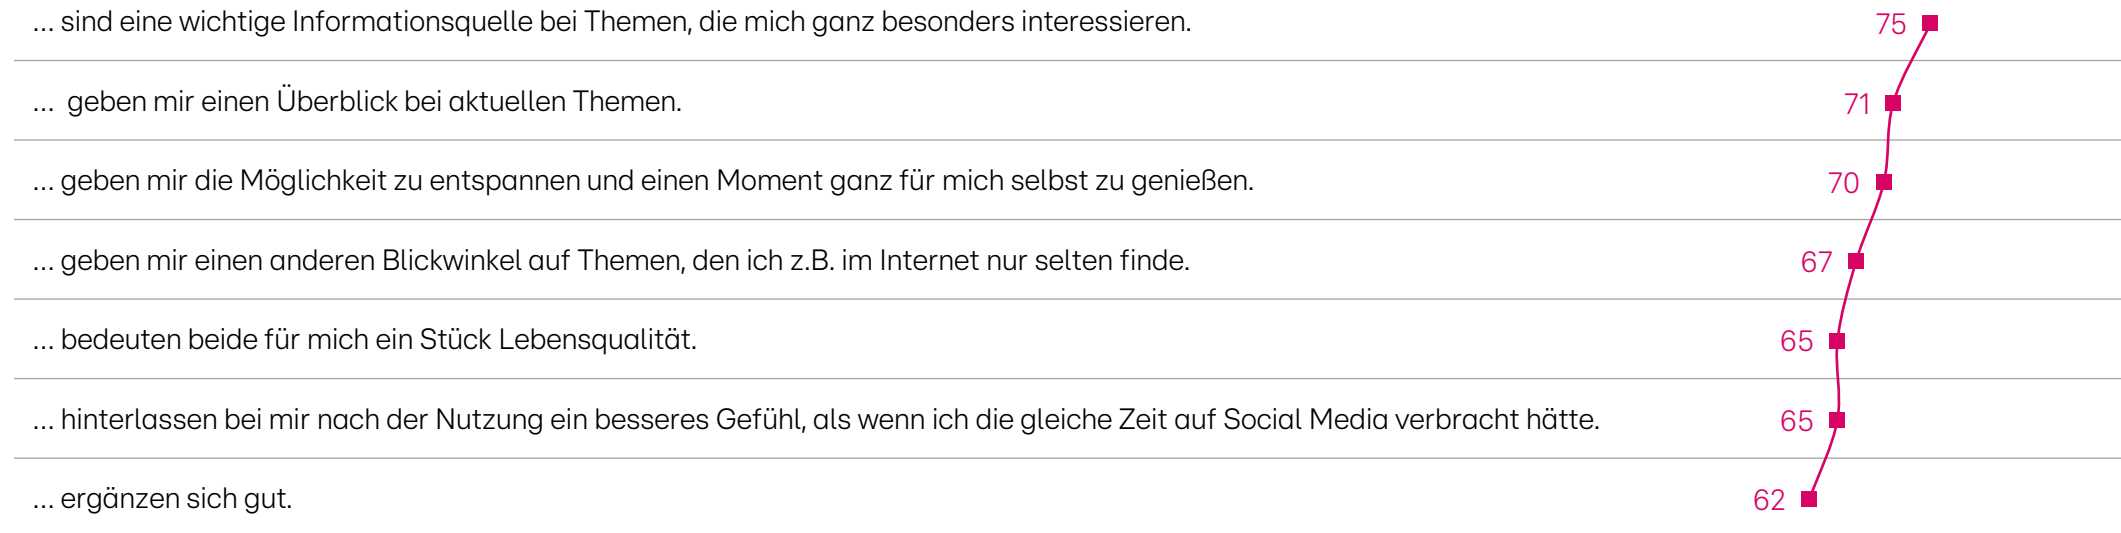 ... sind eine wichtige Informationsquelle bei Themen, die mich ganz besonders interessieren. 75
... geben mir einen Überblick bei aktuellen Themen. 71
... geben mir die Möglichkeit zu entspannen und einen Moment ganz für mich selbst zu genießen. 70
... geben mir einen anderen Blickwinkel auf Themen, den ich z.B. im Internet nur selten finde. 67
... bedeuten beide für mich ein Stück Lebensqualität. 65
... hinterlassen bei mir nach der Nutzung ein besseres Gefühl, als wenn ich die gleiche Zeit auf Social Media verbracht hätte. 65
... ergänzen sich gut. 62